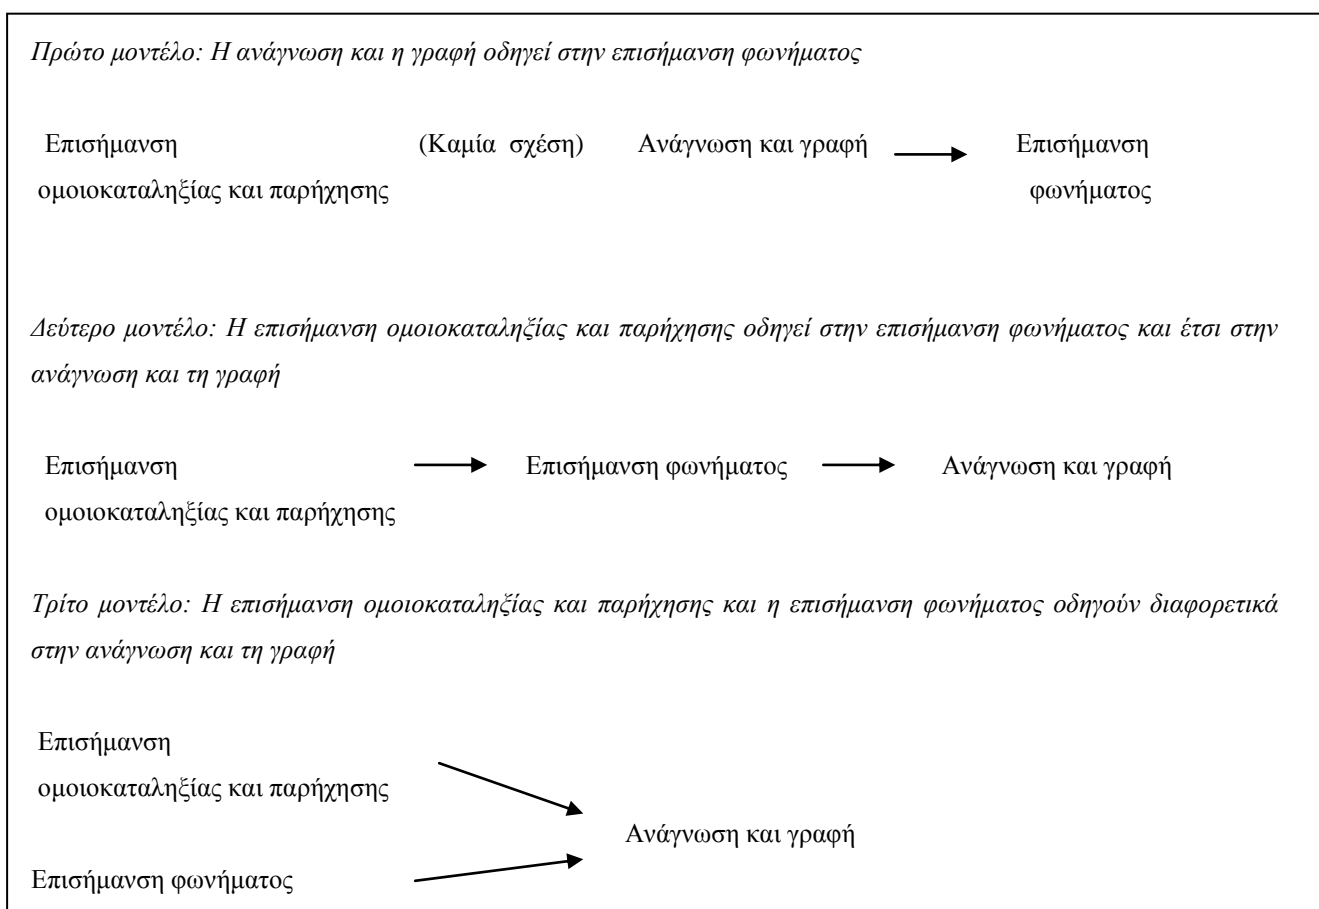 Πρώτο μοντέλο: Η ανάγνωση και η γραφή οδηγεί στην επισήμανση φωνήματος
Επισήμανση (Καμία σχέση) Ανάγνωση και γραφή Επισήμανση
ομοιοκαταληξίας και παρήχησης φωνήματος
Δεύτερο μοντέλο: Η επισήμανση ομοιοκαταληξίας και παρήχησης οδηγεί στην επισήμανση φωνήματος και έτσι στην
ανάγνωση και τη γραφή
Επισήμανση Επισήμανση φωνήματος Ανάγνωση και γραφή
ομοιοκαταληξίας και παρήχησης
Τρίτο μοντέλο: Η επισήμανση ομοιοκαταληξίας και παρήχησης και η επισήμανση φωνήματος οδηγούν διαφορετικά
στην ανάγνωση και τη γραφή
Επισήμανση
ομοιοκαταληξίας και παρήχησης
Ανάγνωση και γραφή
Επισήμανση φωνήματος